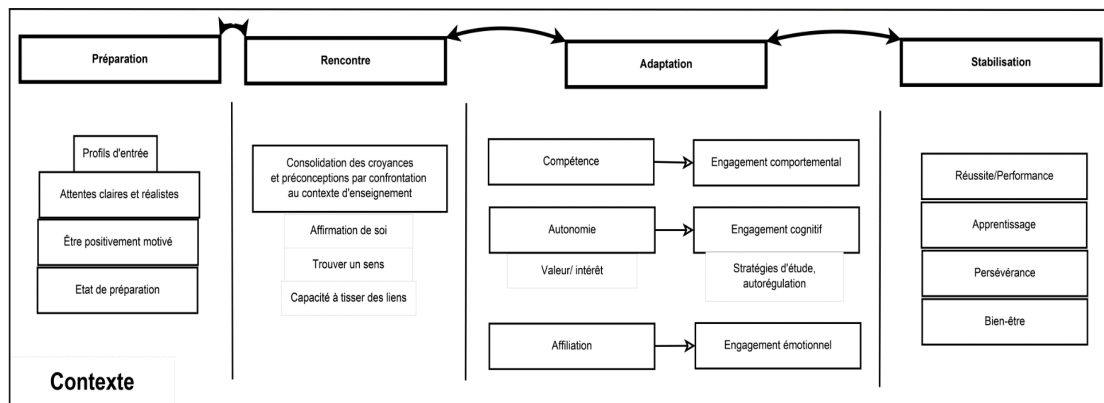 Préparation
Rencontre
Adaptation
Stabilisation
Profils d'entrée
Attentes claires et réalistes
Être positivement motivé
Etat de préparation
Consolidation des croyances
et préconceptions par confrontation
au contexte d'enseignement
Affirmation de soi
Trouver un sens
Capacité à tisser des liens
Compétence
Engagement comportemental
Autonomie
Engagement cognitif
Valeur/ intérêt
Stratégies d'étude,
autorégulation
Affiliation
Engagement émotionnel
Réussite/Performance
Apprentissage
Persévérance
Bien-être
Contexte